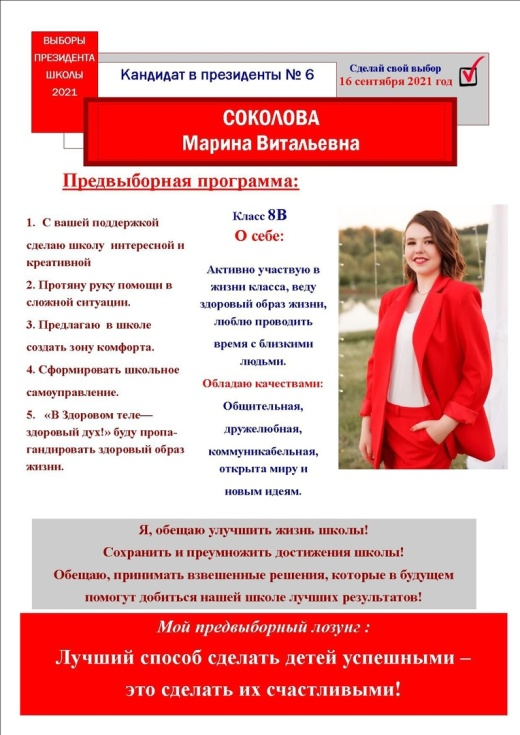 ВЫБОРЫ
ПРЕЗИДЕНТА
ШКОЛЫ
2021
Кандидат в президенты № 6
Сделай свой выбор
16 сентября 2021 год
СОКОЛОВА
Марина Витальевна
Предвыборная программа:
1. С вашей поддержкой
сделаю школу интересной и
креативной
2. Протяну руку помощи в
сложной ситуации.
3. Предлагаю в школе
создать зону комфорта.
4. Сформировать школьное
самоуправление.
5. «В Здоровом теле—
здоровый дух!» буду пропа-
гандировать здоровый образ
жизни.
Класс 8В
О себе:
Активно участвую в
жизни класса, веду
здоровый образ жизни,
люблю проводить
время с близкими
людьми.
Обладаю качествами:
Общительная,
дружелюбная,
коммуникабельная,
открыта миру и
новым идеям.
Я, обещаю улучшить жизнь школы!
Сохранить и преумножить достижения школы!
Обещаю, принимать взвешенные решения, которые в будущем
помогут добиться нашей школе лучших результатов!
Мой предвыборный лозунг :
Лучший способ сделать детей успешными –
это сделать их счастливыми!